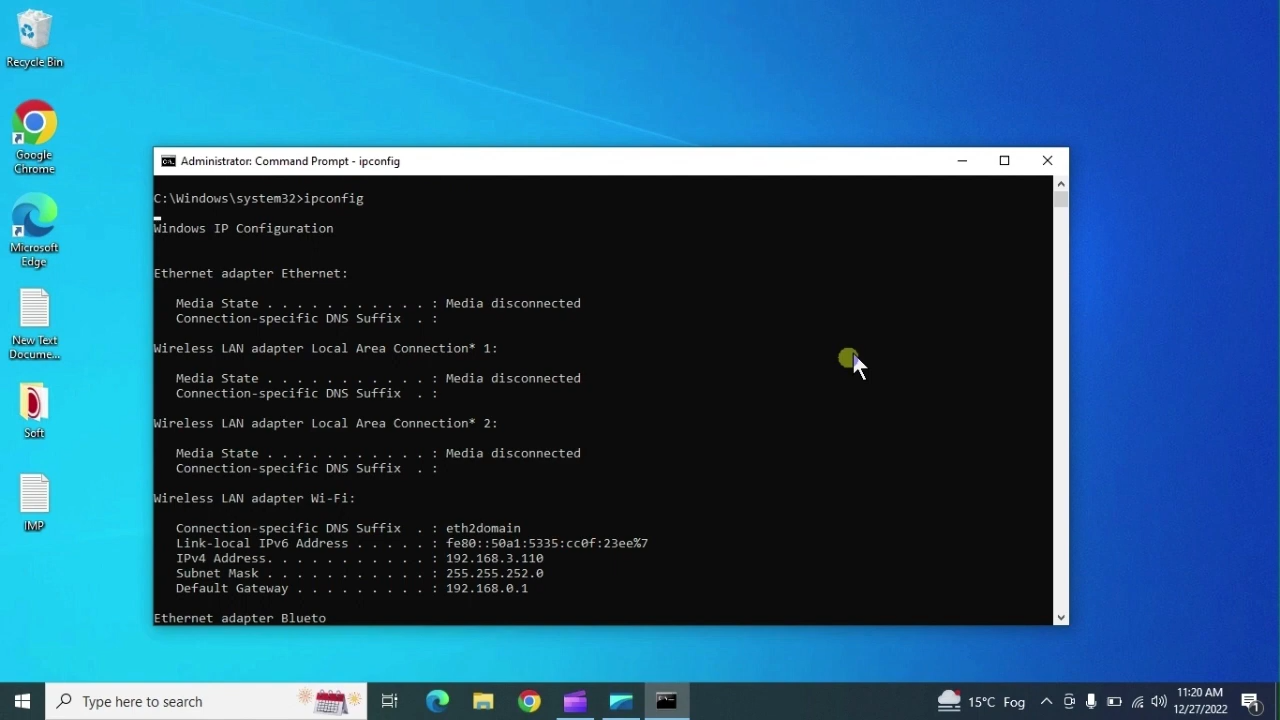 Recycle Bin
Google
Chrome
Microsoft
Edge
New Text
Docume...
Soft
IMP
Administrator: Command Prompt - ipconfig
C:\Windows\system32>ipconfig
Windows IP Configuration
Ethernet adapter Ethernet:
Media State . . . . . . . . . . . : Media disconnected
Connection-specific DNS Suffix  . :
Wireless LAN adapter Local Area Connection* 1:
Media State . . . . . . . . . . . : Media disconnected
Connection-specific DNS Suffix  . :
Wireless LAN adapter Local Area Connection* 2:
Media State . . . . . . . . . . . : Media disconnected
Connection-specific DNS Suffix  . :
Wireless LAN adapter Wi-Fi:
Connection-specific DNS Suffix  . : eth2domain
Link-local IPv6 Address . . . . . : fe80::50a1:5335:cc0f:23ee%7
IPv4 Address. . . . . . . . . . . : 192.168.3.110
Subnet Mask . . . . . . . . . . . : 255.255.252.0
Default Gateway . . . . . . . . . : 192.168.0.1
Ethernet adapter Blueto
Type here to search
15°C Fog
11:20 AM
12/27/2022
1